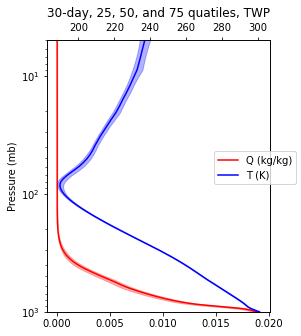 30-day, 25, 50, and 75 quatiles, TWP
200 220 240 260 280 300
10¹
10²
10³
Pressure (mb)
Q (kg/kg)
T (K)
0.000 0.005 0.010 0.015 0.020